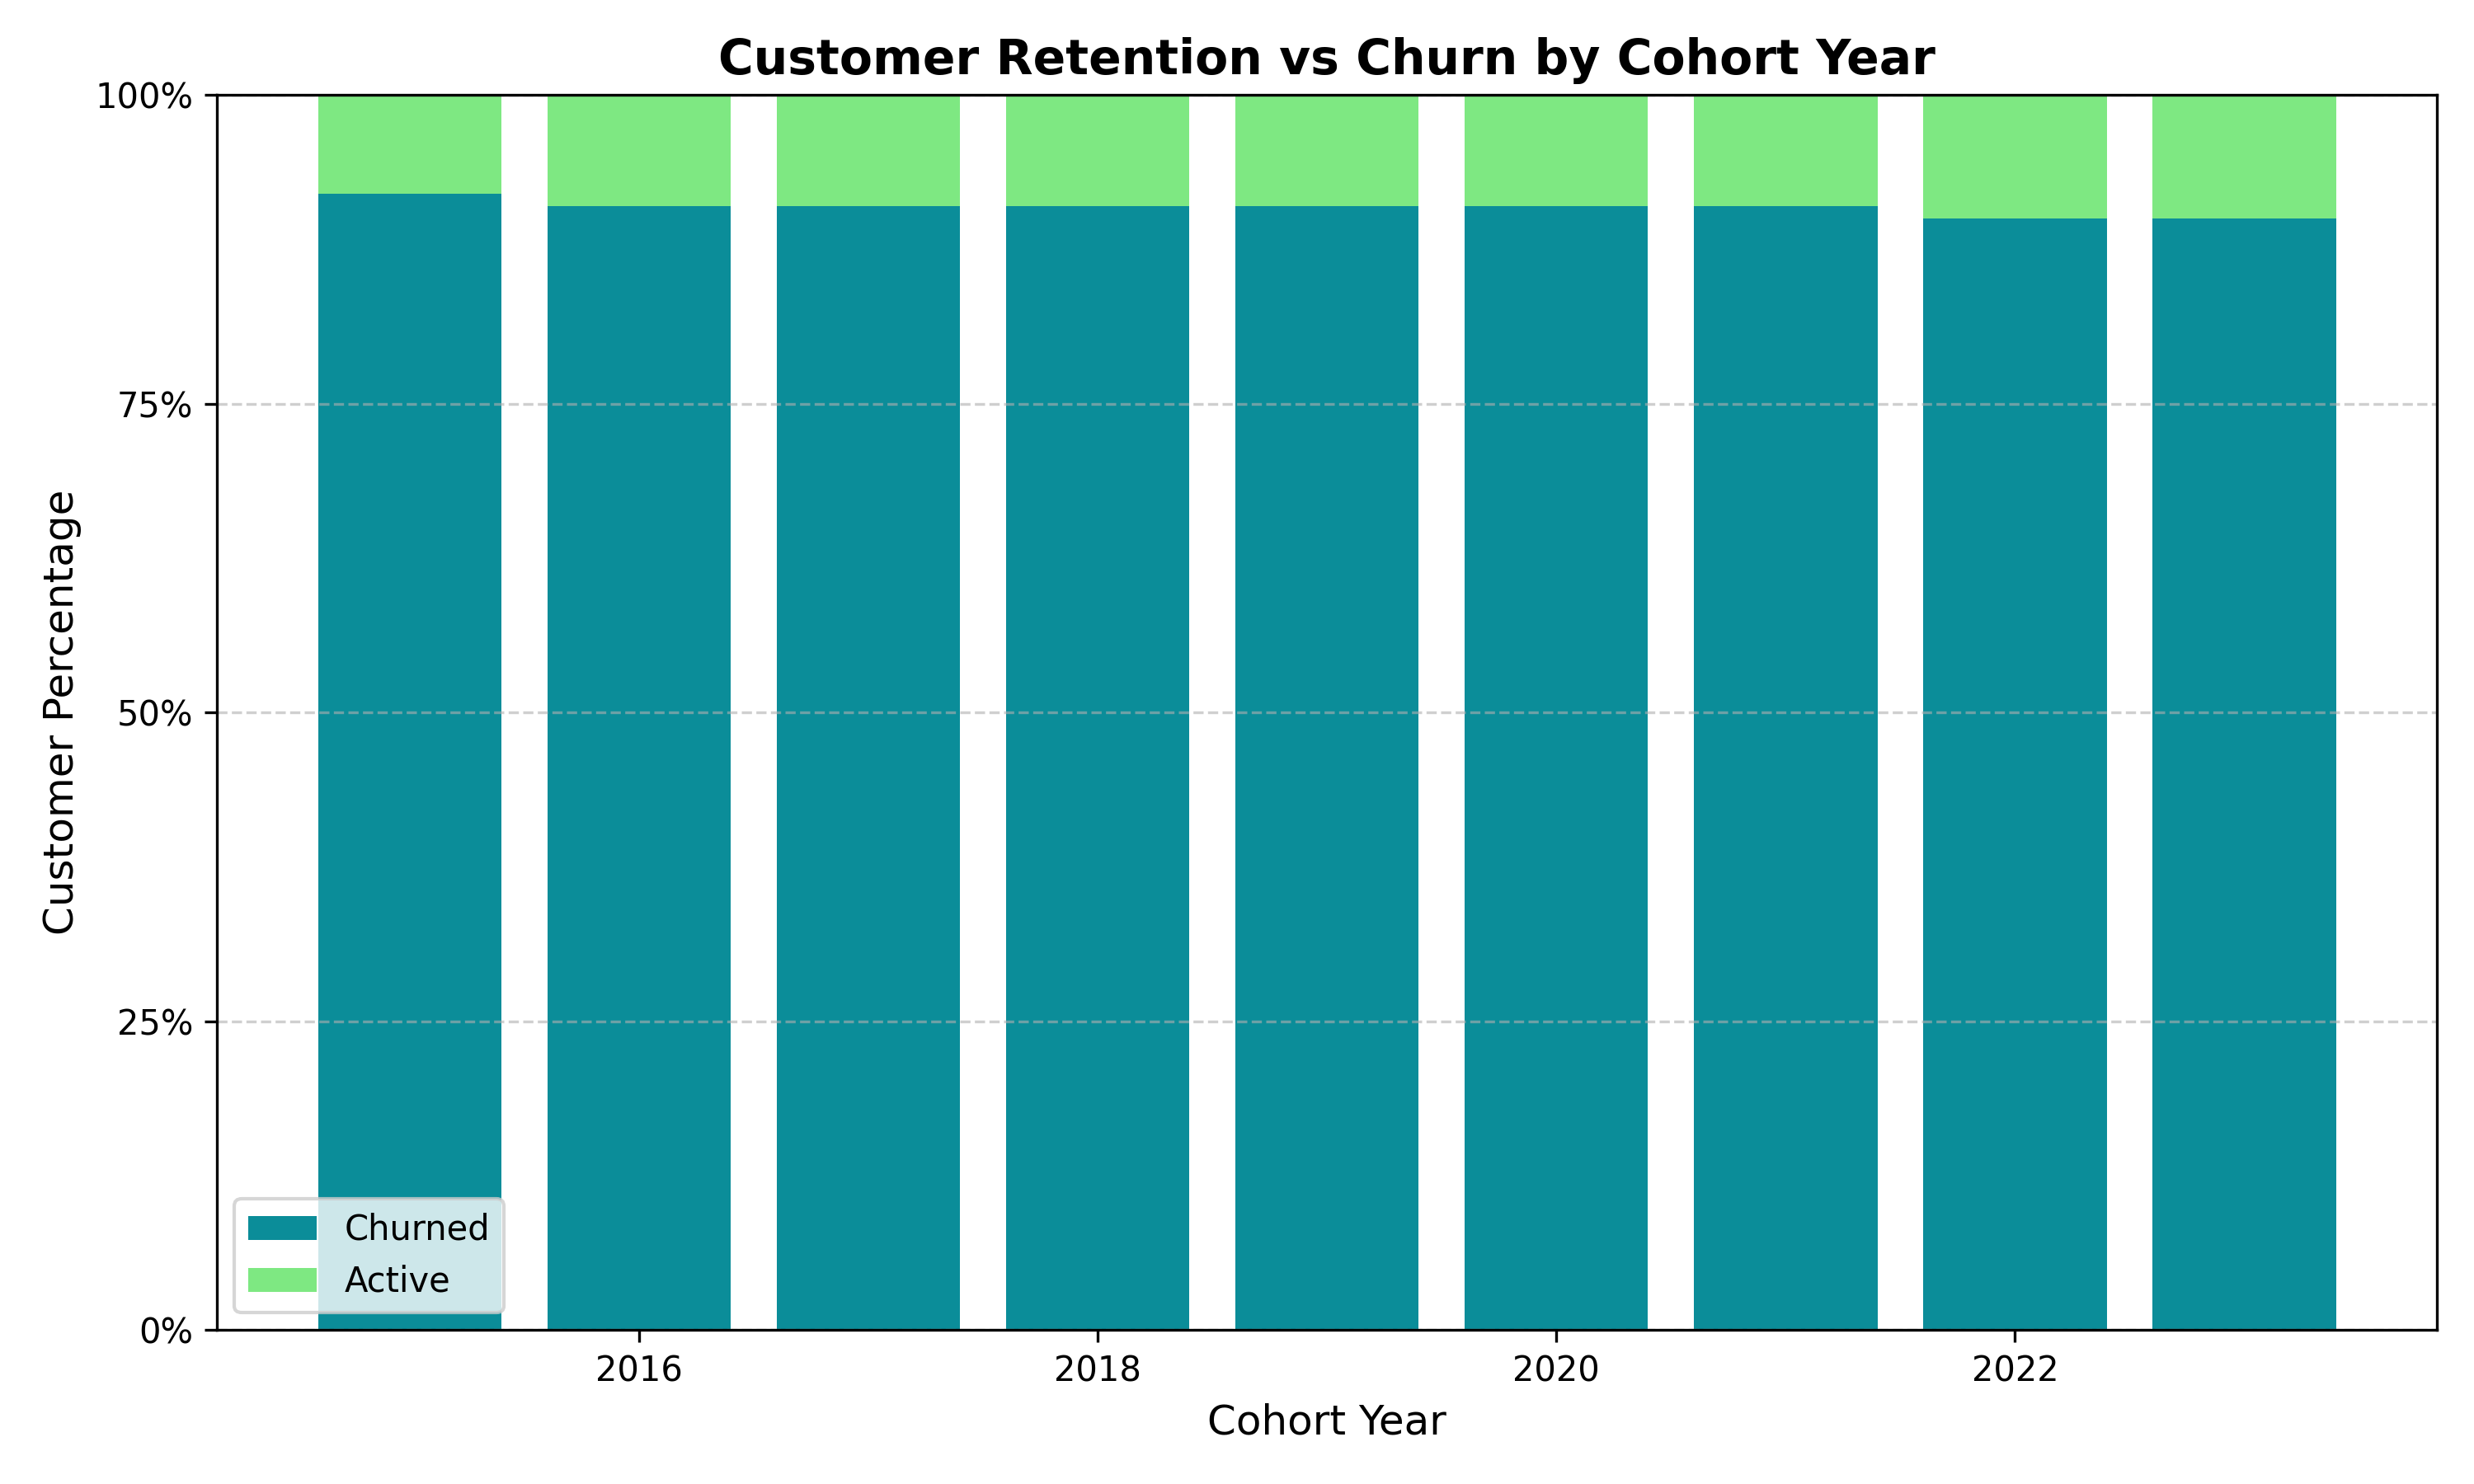 Customer Retention vs Churn by Cohort Year
100%
75%
50%
25%
0%
Customer Percentage
Churned
Active
2016 2018 2020 2022
Cohort Year